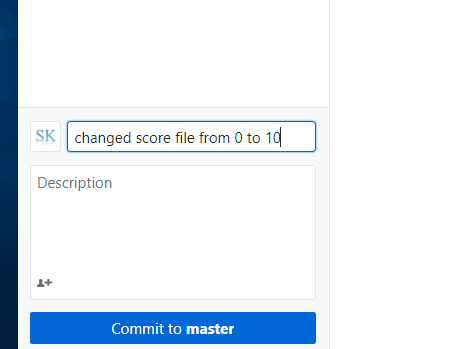 SK
changed score file from 0 to 10
Description
Commit to master